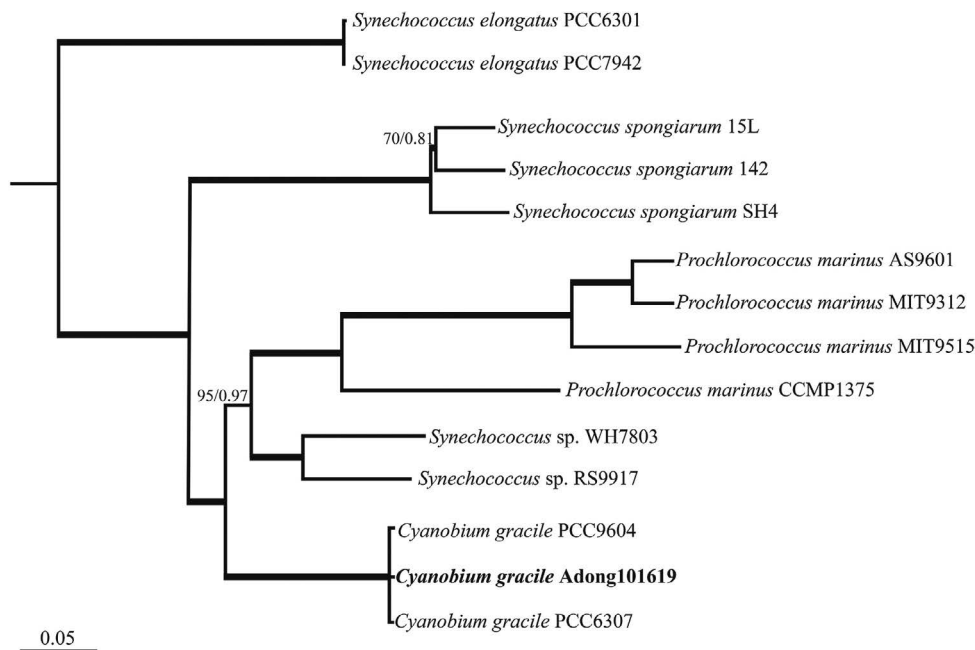 Synechococcus elongatus PCC6301
Synechococcus elongatus PCC7942
Synechococcus spongiarum 15L
70/0.81
Synechococcus spongiarum 142
Synechococcus spongiarum SH4
Prochlorococcus marinus AS9601
Prochlorococcus marinus MIT9312
Prochlorococcus marinus MIT9515
Prochlorococcus marinus CCMP1375
95/0.97
Synechococcus sp. WH7803
Synechococcus sp. RS9917
Cyanobium gracile PCC9604
Cyanobium gracile Adong101619
Cyanobium gracile PCC6307
0.05